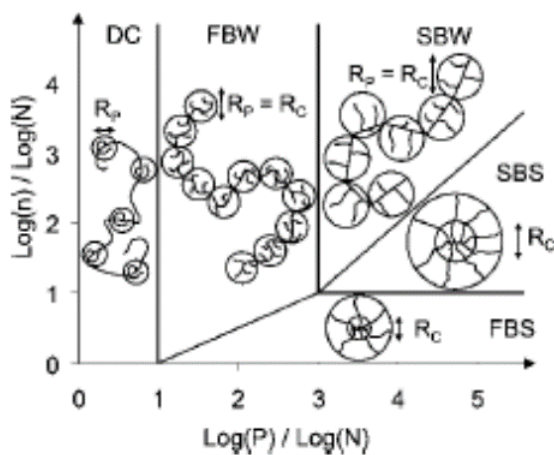 DC
FBW
SBW
R_P
R_P = R_C
R_P = R_C
SBS
R_C
FBS
R_C
Log(n) / Log(N)
4
3
2
1
0
0 1 2 3 4 5
Log(P) / Log(N)